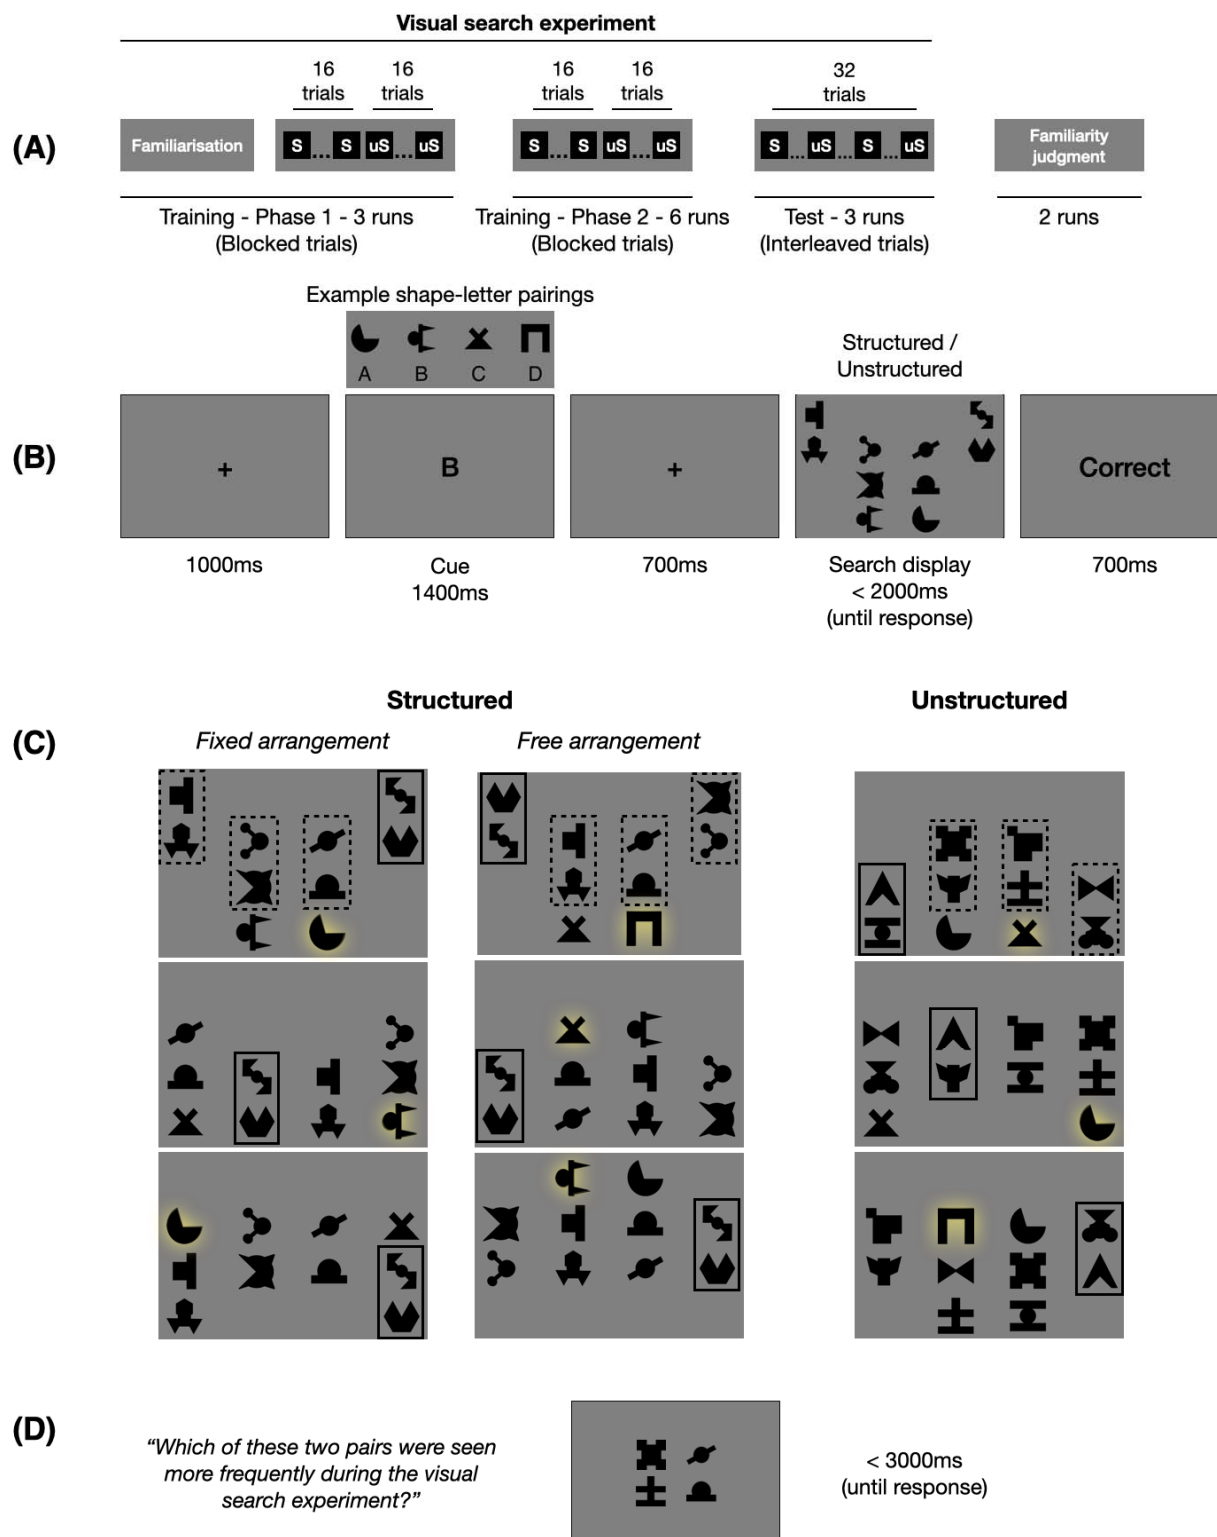 Visual search experiment
16 trials
16 trials
16 trials
16 trials
32 trials
(A)
Familiarisation
S ... S uS ... uS
S ... S uS ... uS
S ... uS ... S ... uS
Familiarity
judgment
Training - Phase 1 - 3 runs
(Blocked trials)
Training - Phase 2 - 6 runs
(Blocked trials)
Test - 3 runs
(Interleaved trials)
2 runs
Example shape-letter pairings
A B C D
Structured /
Unstructured
(B)
+
B
+
Correct
1000ms
Cue
1400ms
700ms
Search display
< 2000ms
(until response)
700ms
Structured
Unstructured
(C)
Fixed arrangement
Free arrangement
(D)
“Which of these two pairs were seen
more frequently during the visual
search experiment?”
< 3000ms
(until response)